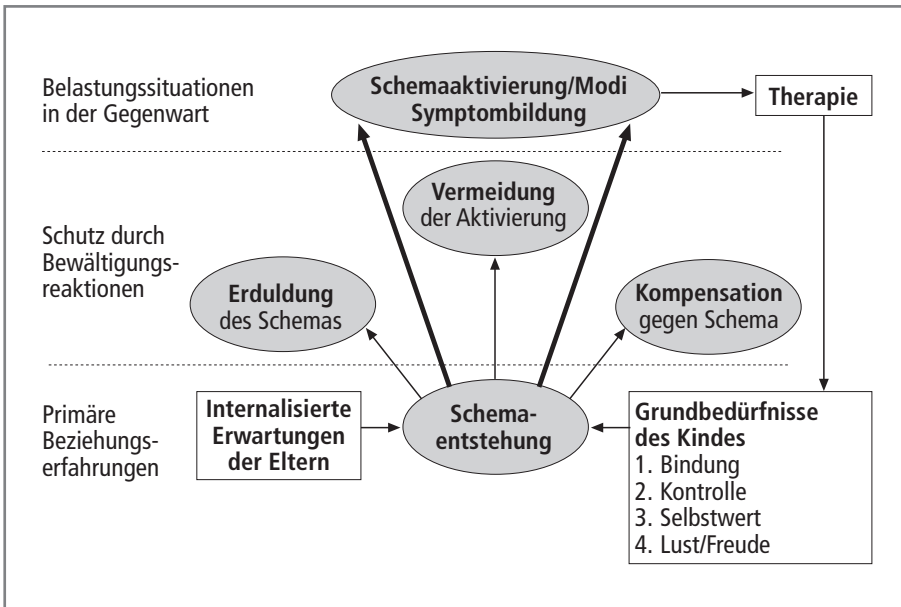 Belastungssituationen
in der Gegenwart
Schemaaktivierung/Modi
Symptombildung
Therapie
Vermeidung
der Aktivierung
Schutz durch
Bewältigungs-
reaktionen
Erduldung
des Schemas
Kompensation
gegen Schema
Primäre
Beziehungs-
erfahrungen
Internalisierte
Erwartungen
der Eltern
Schema-
entstehung
Grundbedürfnisse
des Kindes
1. Bindung
2. Kontrolle
3. Selbstwert
4. Lust/Freude